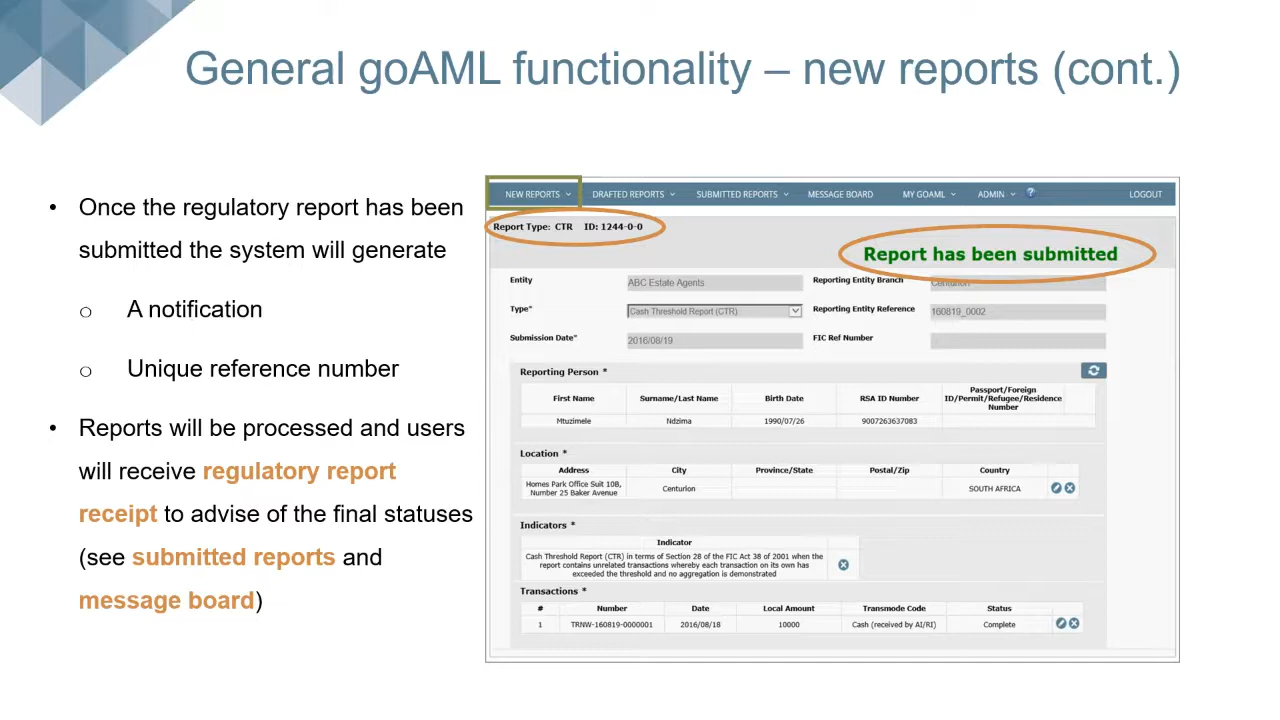 General goAML functionality – new reports (cont.)
• Once the regulatory report has been
submitted the system will generate
o A notification
o Unique reference number
• Reports will be processed and users
will receive regulatory report
receipt to advise of the final statuses
(see submitted reports and
message board)
NEW REPORTS DRAFTED REPORTS SUBMITTED REPORTS MESSAGE BOARD MY GOAML ADMIN ? LOGOUT
Report Type: CTR ID: 1244-0-0
Report has been submitted
Entity ABC Estate Agents Reporting Entity Branch Centurion
Type* Cash Threshold Report (CTR) Reporting Entity Reference 160819_0002
Submission Date* 2016/08/19 FIC Ref Number
Reporting Person *
First Name Surname/Last Name Birth Date RSA ID Number Passport/Foreign
ID/Permit/Refugee/Residence
Number
Mtuzimele Ndzima 1990/07/26 9007263637083
Location *
Address City Province/State Postal/Zip Country
Homes Park Office Suit 10B,
Number 25 Baker Avenue Centurion SOUTH AFRICA
Indicators *
Indicator
Cash Threshold Report (CTR) in terms of Section 28 of the FIC Act 38 of 2001 when the
report contains unrelated transactions whereby each transaction on its own has
exceeded the threshold and no aggregation is demonstrated
Transactions *
# Number Date Local Amount Transmode Code Status
1 TRNW-160819-0000001 2016/08/18 10000 Cash (received by AI/RI) Complete